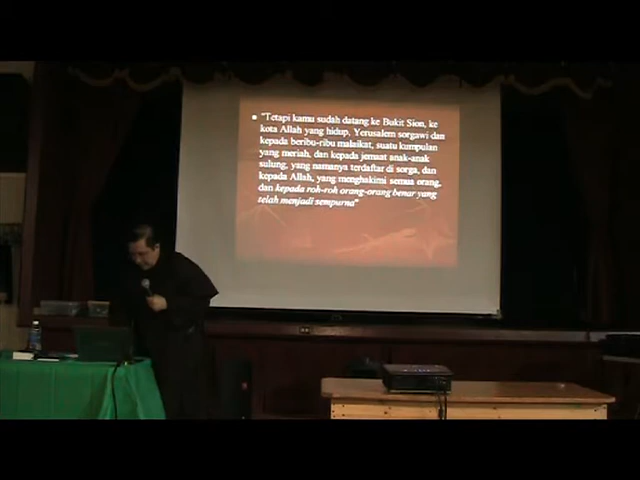 "Tetapi kamu sudah datang ke Bukit Sion, ke
kota Allah yang hidup, Yerusalem sorgawi dan
kepada beribu-ribu malaikat, suatu kumpulan
yang meriah, dan kepada jemaat anak-anak
sulung, yang namanya terdaftar di sorga, dan
kepada Allah, yang menghakimi semua orang,
dan kepada roh-roh orang-orang benar yang
telah menjadi sempurna"